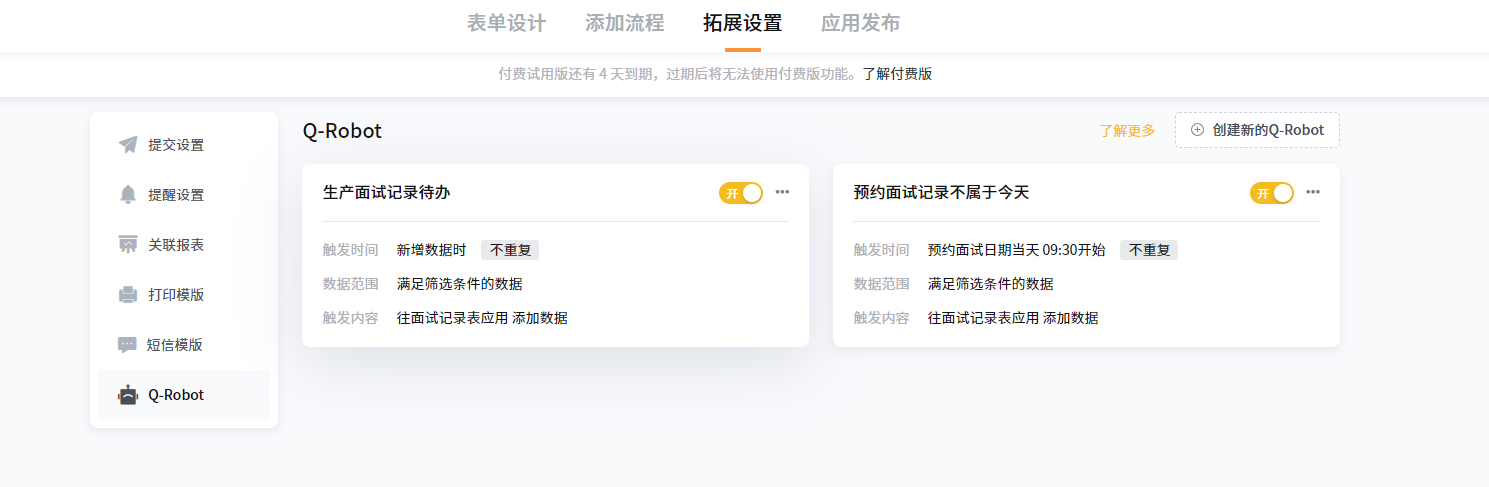 表单设计 添加流程 拓展设置 应用发布
付费试用版还有 4 天到期，过期后将无法使用付费版功能。了解付费版
提交设置
提醒设置
关联报表
打印模版
短信模版
Q-Robot
Q-Robot 了解更多 创建新的Q-Robot
生产面试记录待办 开
触发时间 新增数据时 不重复
数据范围 满足筛选条件的数据
触发内容 往面试记录表应用 添加数据
预约面试记录不属于今天 开
触发时间 预约面试日期当天 09:30开始 不重复
数据范围 满足筛选条件的数据
触发内容 往面试记录表应用 添加数据